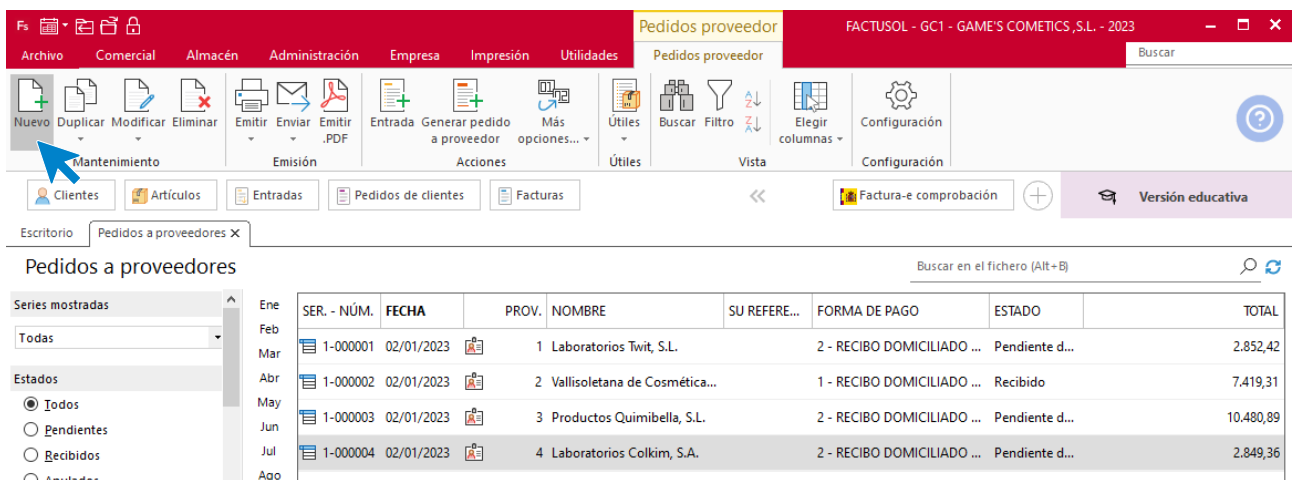 Fs
Pedidos proveedor
FACTUSOL - GC1 - GAME'S COMETICS ,S.L. - 2023
Archivo Comercial Almacén Administración Empresa Impresión Utilidades Pedidos proveedor Buscar
Nuevo Duplicar Modificar Eliminar
Mantenimiento
Emitir Enviar Emitir .PDF
Emisión
Entrada Generar pedido a proveedor Más opciones...
Acciones
Útiles
Útiles
Buscar Filtro Elegir columnas
Vista
Configuración
Configuración
Clientes Artículos Entradas Pedidos de clientes Facturas Factura-e comprobación Versión educativa
Escritorio Pedidos a proveedores X
Pedidos a proveedores
Buscar en el fichero (Alt+B)
Series mostradas
Todas
Estados
Todos
Pendientes
Recibidos
Anulados
Ene
Feb
Mar
Abr
May
Jun
Jul
Ago
SER. - NÚM. FECHA PROV. NOMBRE SU REFERE... FORMA DE PAGO ESTADO TOTAL
1-000001 02/01/2023 1 Laboratorios Twit, S.L. 2 - RECIBO DOMICILIADO ... Pendiente d... 2.852,42
1-000002 02/01/2023 2 Vallisoletana de Cosmética... 1 - RECIBO DOMICILIADO ... Recibido 7.419,31
1-000003 02/01/2023 3 Productos Quimibella, S.L. 2 - RECIBO DOMICILIADO ... Pendiente d... 10.480,89
1-000004 02/01/2023 4 Laboratorios Colkim, S.A. 2 - RECIBO DOMICILIADO ... Pendiente d... 2.849,36